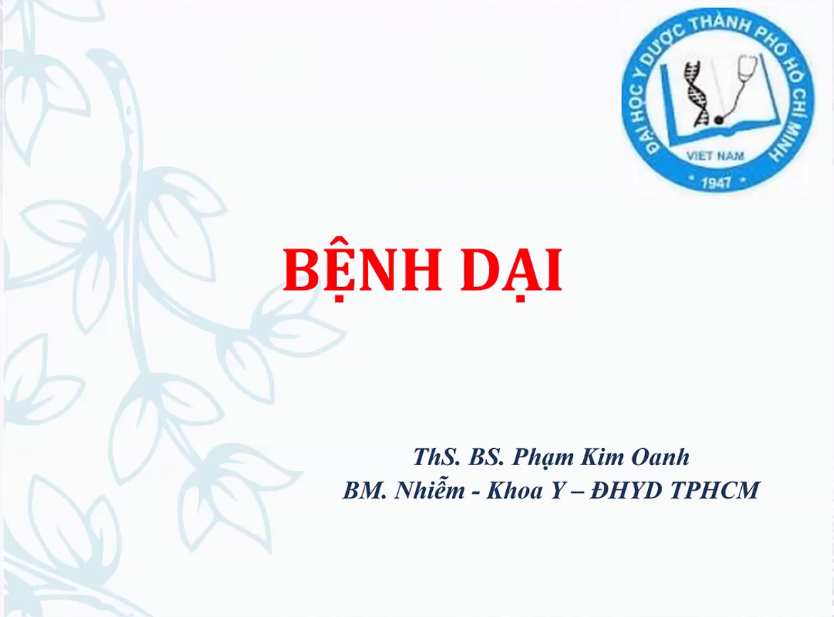 ĐẠI HỌC Y DƯỢC THÀNH PHỐ HỒ CHÍ MINH
VIET NAM
1947
BỆNH DẠI
ThS. BS. Phạm Kim Oanh
BM. Nhiễm - Khoa Y – ĐHYD TPHCM